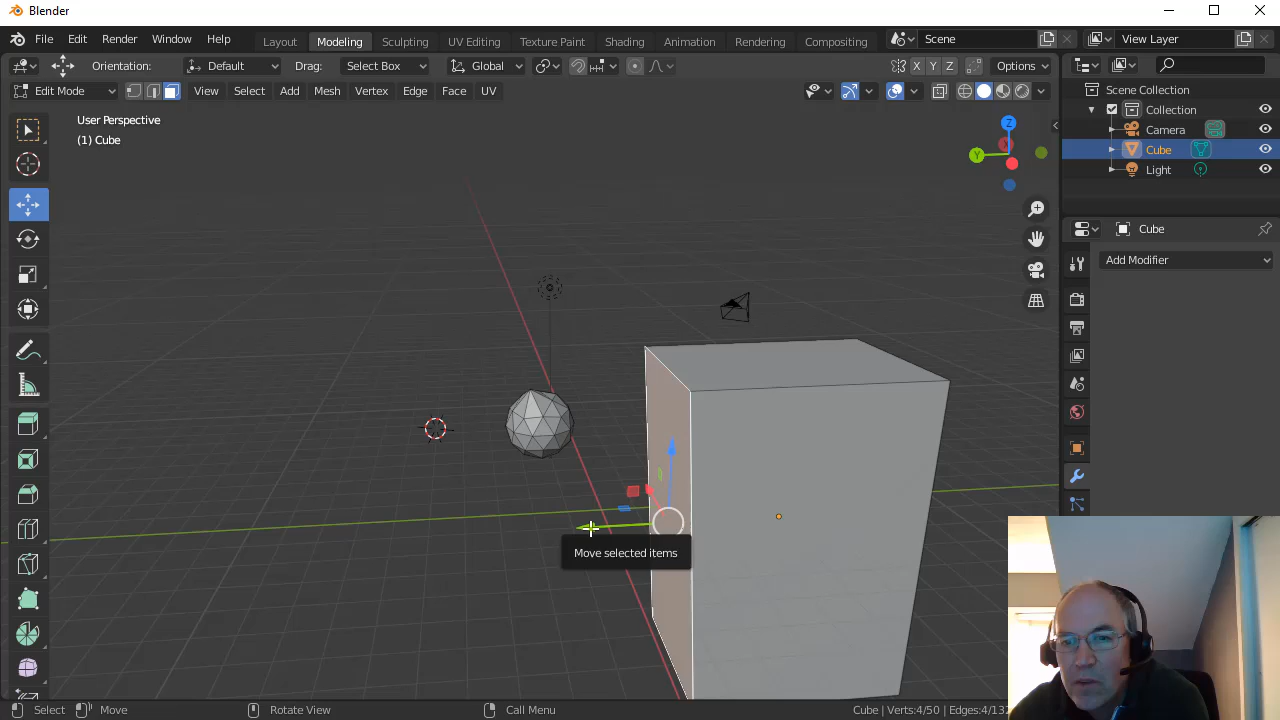 Blender
File Edit Render Window Help
Layout Modeling Sculpting UV Editing Texture Paint Shading Animation Rendering Compositing Scene View Layer
Orientation: Default Drag: Select Box Global X Y Z Options
Edit Mode View Select Add Mesh Vertex Edge Face UV
User Perspective
(1) Cube
Z
Y
Scene Collection
Collection
Camera
Cube
Light
Cube
Add Modifier
Move selected items
Select Move Rotate View Call Menu Cube | Verts:4/50 | Edges:4/132